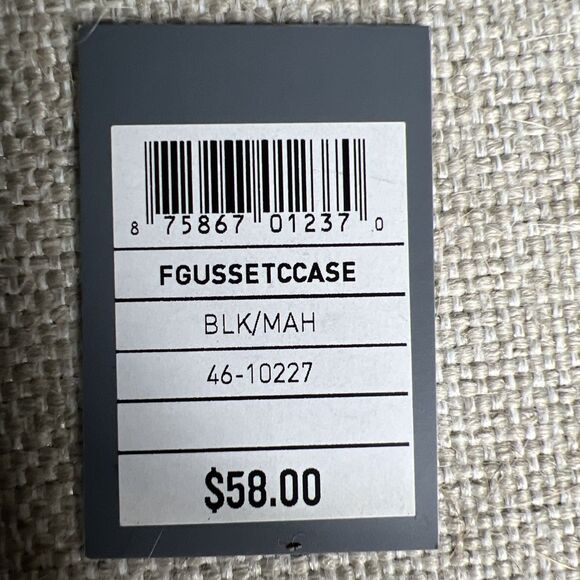 8 75867 01237 0
FGUSSETCCASE
BLK/MAH
46-10227
$58.00